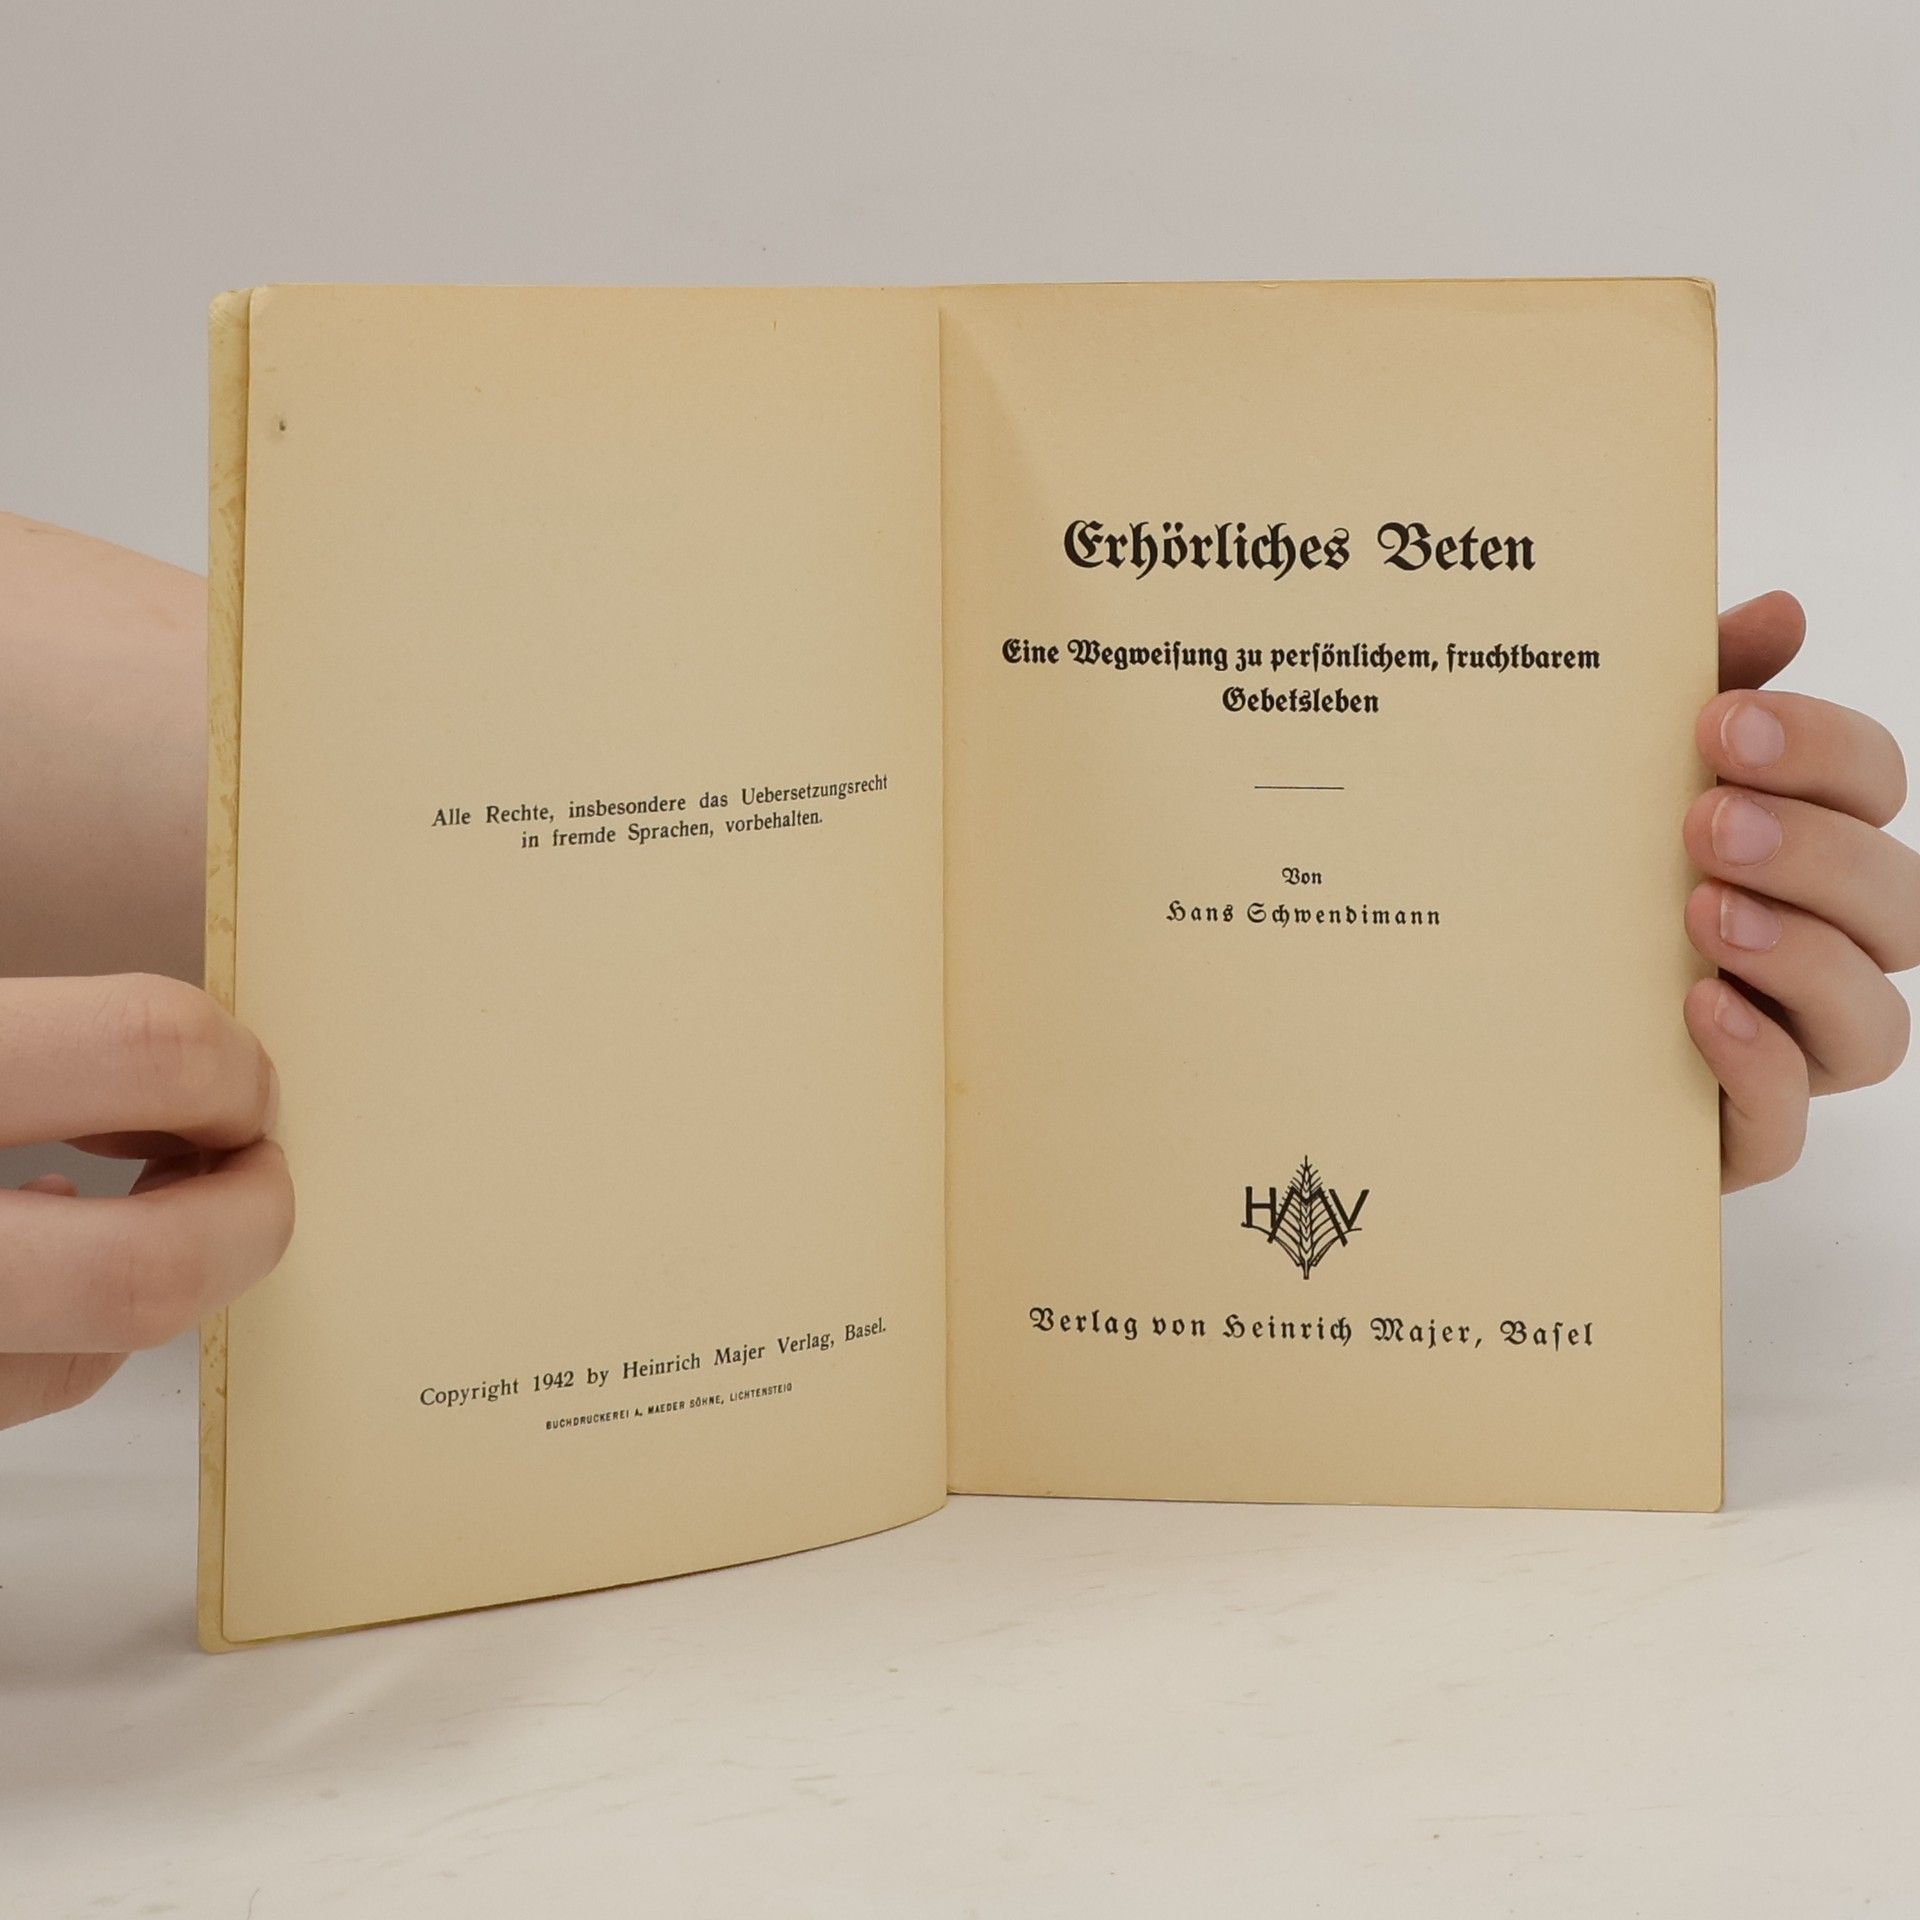 Alle Rechte, insbesondere das Uebersetzungsrecht
in fremde Sprachen, vorbehalten.
Copyright 1942 by Heinrich Majer Verlag, Basel.
BUCHDRUCKEREI A. MAEDER SÖHNE, LICHTENSTEIG
Erhörliches Beten
Eine Wegweiſung zu perſönlichem, fruchtbarem
Gebetsleben
Von
Hans Schwendimann
HMV
Verlag von Heinrich Majer, Baſel